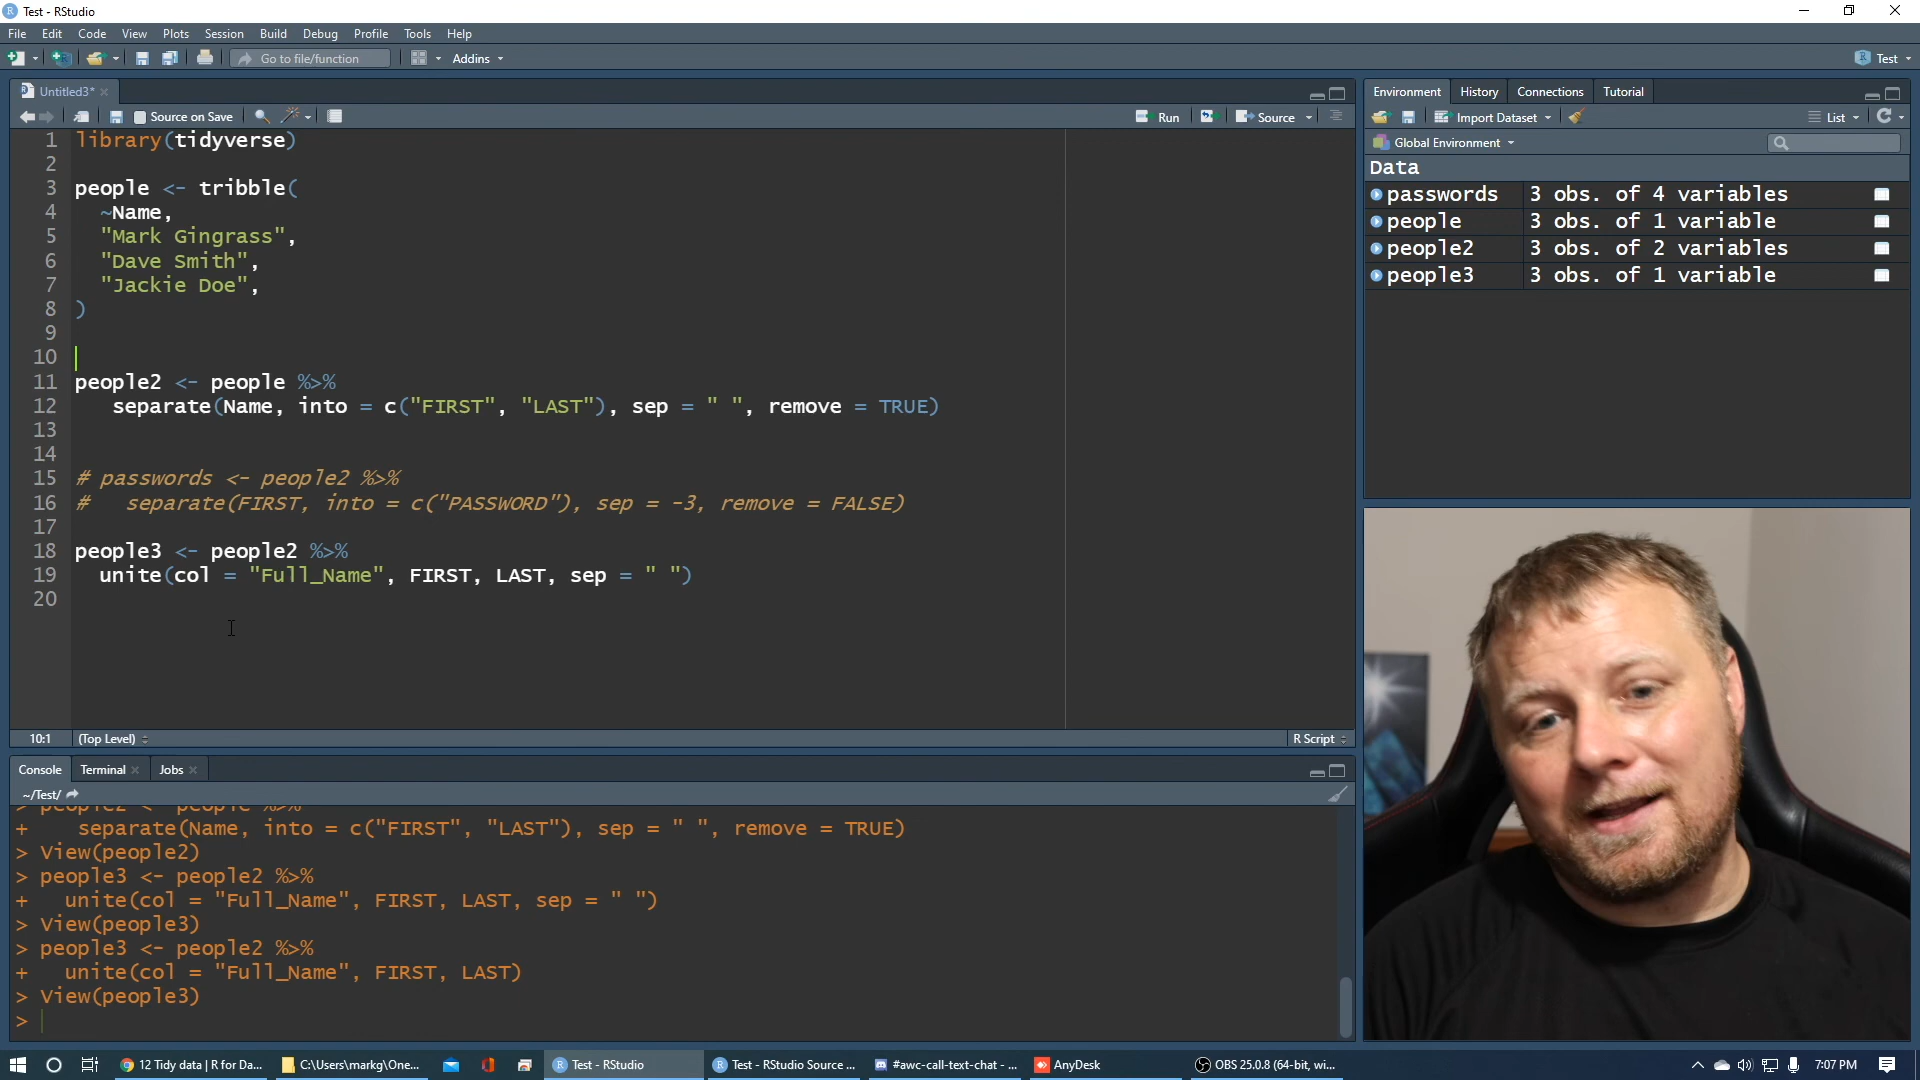 Test - RStudio
File Edit Code View Plots Session Build Debug Profile Tools Help
Go to file/function Addins Test
Untitled3*
Source on Save Run Source
1 library(tidyverse)
2
3 people <- tribble(
4 ~Name,
5 "Mark Gingrass",
6 "Dave Smith",
7 "Jackie Doe",
8 )
9
10
11 people2 <- people %>%
12 separate(Name, into = c("FIRST", "LAST"), sep = " ", remove = TRUE)
13
14
15 # passwords <- people2 %>%
16 # separate(FIRST, into = c("PASSWORD"), sep = -3, remove = FALSE)
17
18 people3 <- people2 %>%
19 unite(col = "Full_Name", FIRST, LAST, sep = " ")
20
10:1 (Top Level) R Script
Console Terminal Jobs
~/Test/
> people2 <- people %>%
+ separate(Name, into = c("FIRST", "LAST"), sep = " ", remove = TRUE)
> View(people2)
> people3 <- people2 %>%
+ unite(col = "Full_Name", FIRST, LAST, sep = " ")
> View(people3)
> people3 <- people2 %>%
+ unite(col = "Full_Name", FIRST, LAST)
> View(people3)
>
Environment History Connections Tutorial
Import Dataset List
Global Environment
Data
passwords 3 obs. of 4 variables
people 3 obs. of 1 variable
people2 3 obs. of 2 variables
people3 3 obs. of 1 variable
12 Tidy data | R for Da... C:\Users\markg\One... Test - RStudio Test - RStudio Source ... #awc-call-text-chat - ... AnyDesk OBS 25.0.8 (64-bit, wi... 7:07 PM